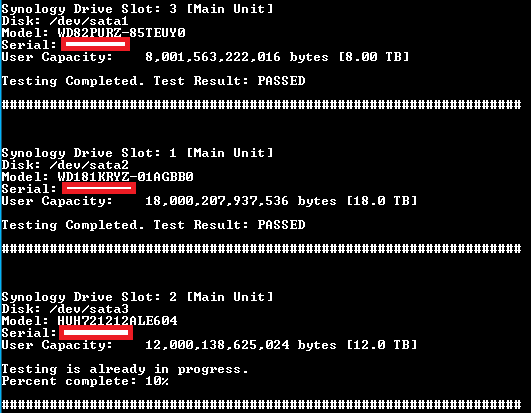 Synology Drive Slot: 3 [Main Unit]
Disk: /dev/sata1
Model: WD82PURZ-85TEUY0
Serial:
User Capacity:    8,001,563,222,016 bytes [8.00 TB]
Testing Completed. Test Result: PASSED
#################################################################
Synology Drive Slot: 1 [Main Unit]
Disk: /dev/sata2
Model: WD181KRYZ-01AGBB0
Serial:
User Capacity:    18,000,207,937,536 bytes [18.0 TB]
Testing Completed. Test Result: PASSED
#################################################################
Synology Drive Slot: 2 [Main Unit]
Disk: /dev/sata3
Model: HUH721212ALE604
Serial:
User Capacity:    12,000,138,625,024 bytes [12.0 TB]
Testing is already in progress.
Percent complete: 10%
#################################################################